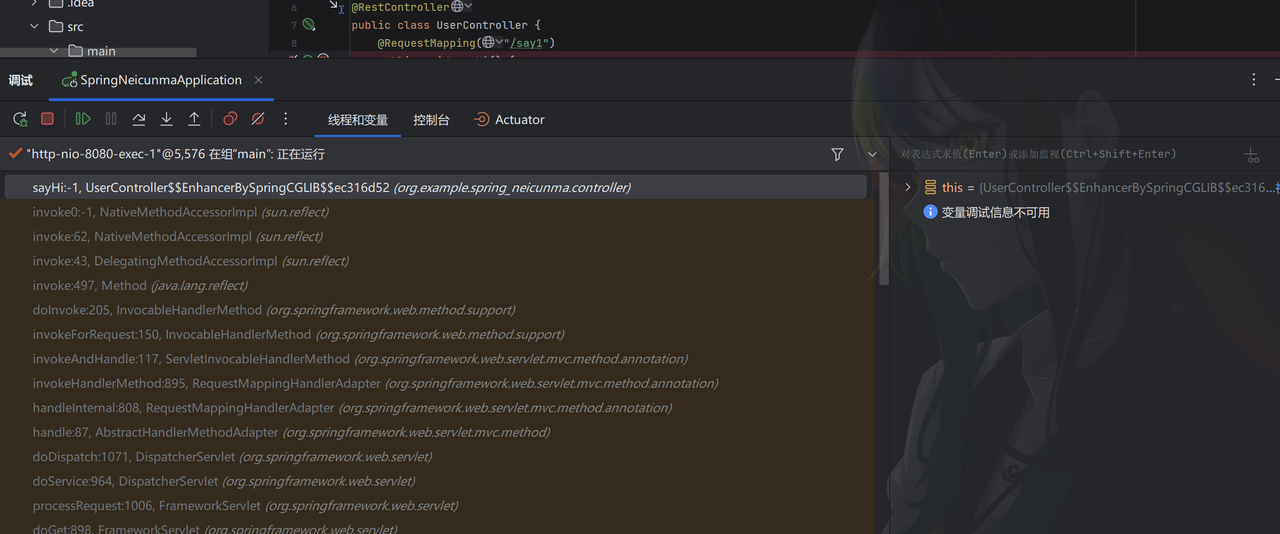 .idea
6 @RestController
src
7 public class UserController {
8 @RequestMapping("/say1")
main
调试 SpringNeicunmaApplication
线程和变量 控制台 Actuator
"http-nio-8080-exec-1"@5,576 在组"main": 正在运行
对表达式求值(Enter)或添加监视(Ctrl+Shift+Enter)
sayHi:-1, UserController$$EnhancerBySpringCGLIB$$ec316d52 (org.example.spring_neicunma.controller)
this = {UserController$$EnhancerBySpringCGLIB$$ec316...
invoke0:-1, NativeMethodAccessorImpl (sun.reflect)
变量调试信息不可用
invoke:62, NativeMethodAccessorImpl (sun.reflect)
invoke:43, DelegatingMethodAccessorImpl (sun.reflect)
invoke:497, Method (java.lang.reflect)
doInvoke:205, InvocableHandlerMethod (org.springframework.web.method.support)
invokeForRequest:150, InvocableHandlerMethod (org.springframework.web.method.support)
invokeAndHandle:117, ServletInvocableHandlerMethod (org.springframework.web.servlet.mvc.method.annotation)
invokeHandlerMethod:895, RequestMappingHandlerAdapter (org.springframework.web.servlet.mvc.method.annotation)
handleInternal:808, RequestMappingHandlerAdapter (org.springframework.web.servlet.mvc.method.annotation)
handle:87, AbstractHandlerMethodAdapter (org.springframework.web.servlet.mvc.method)
doDispatch:1071, DispatcherServlet (org.springframework.web.servlet)
doService:964, DispatcherServlet (org.springframework.web.servlet)
processRequest:1006, FrameworkServlet (org.springframework.web.servlet)
doGet:898, FrameworkServlet (org.springframework.web.servlet)